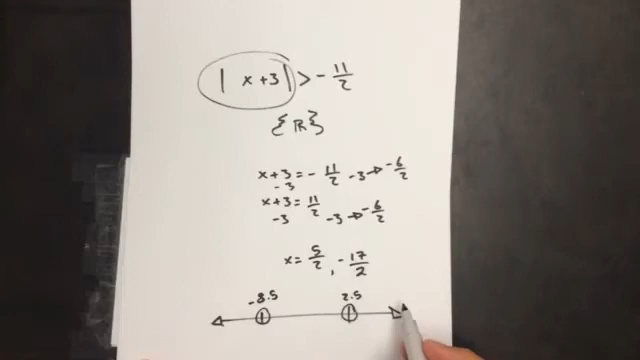 | x+3 | > - 11/2
{ℝ}
x+3 = - 11/2 -3 → -6/2
-3
x+3 = 11/2
-3 -3 → -6/2
x = 5/2 , - 17/2
-8.5 2.5